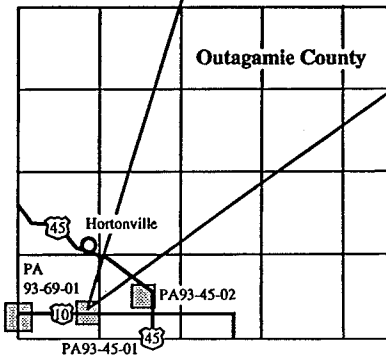 Outagamie County
45
Hortonville
PA
93-69-01
PA93-45-02
10
PA93-45-01
45